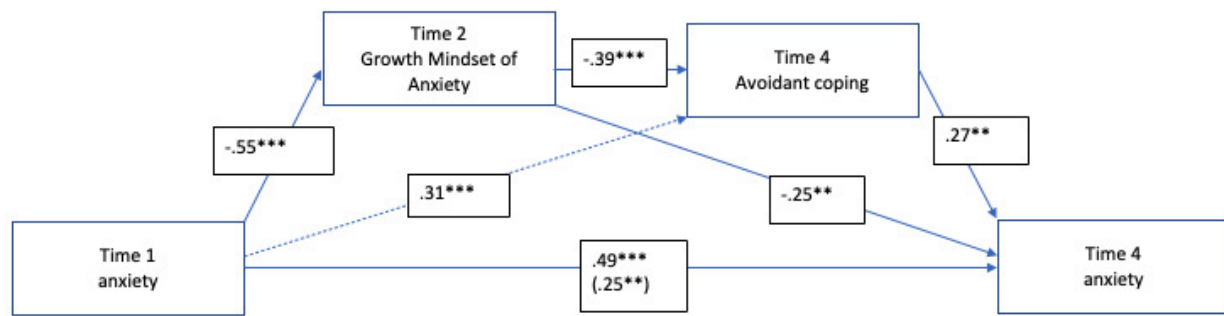 Time 2
Growth Mindset of
Anxiety
-.39***
Time 4
Avoidant coping
-.55***
.27**
.31***
-.25**
Time 1
anxiety
.49***
(.25**)
Time 4
anxiety